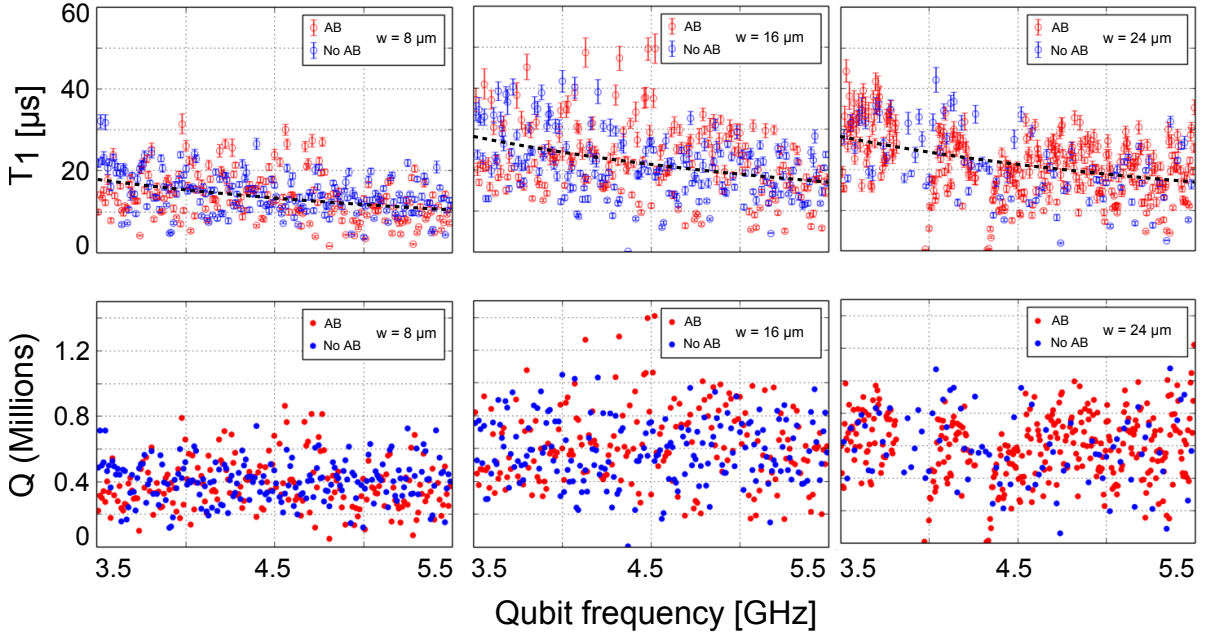 T1 [µs]
60
40
20
0
AB
No AB
w = 8 µm
AB
No AB
w = 16 µm
AB
No AB
w = 24 µm
Q (Millions)
1.2
0.8
0.4
0
AB
No AB
w = 8 µm
AB
No AB
w = 16 µm
AB
No AB
w = 24 µm
3.5 4.5 5.5 3.5 4.5 5.5 3.5 4.5 5.5
Qubit frequency [GHz]